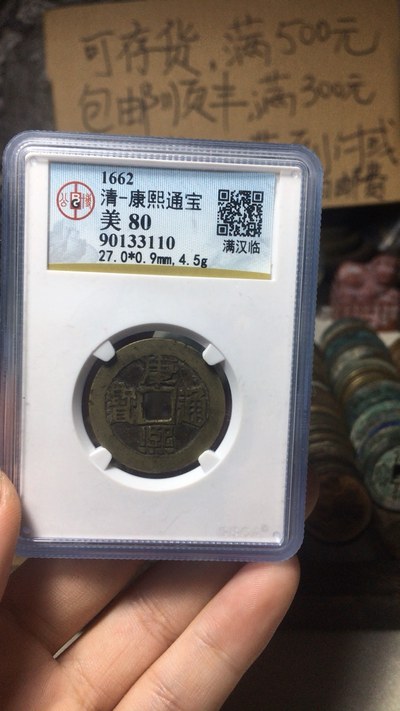 可存货，满500元
包邮顺丰，满300元
1662
清-康熙通宝
美 80
90133110
27.0*0.9mm,4.5g
满汉临
康熙通寶